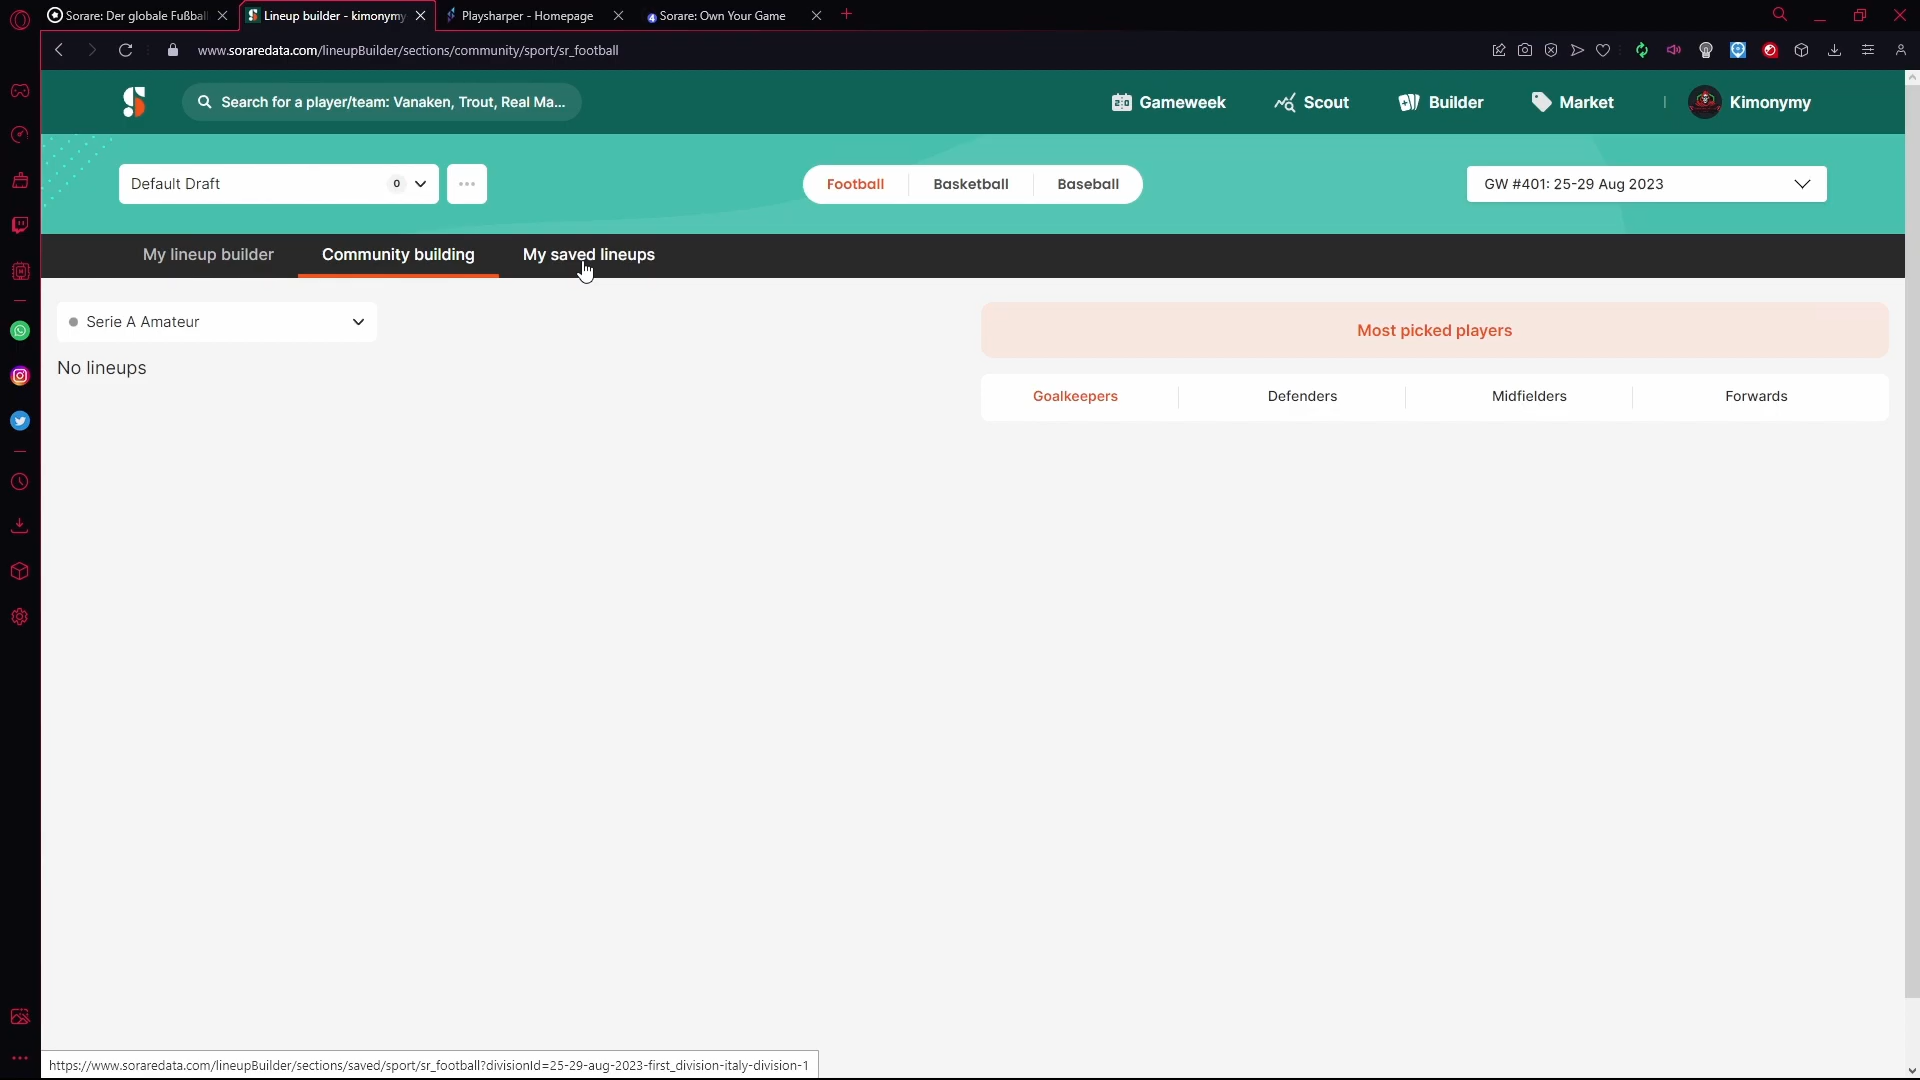 Sorare: Der globale Fußbal
Lineup builder - kimonymy
Playsharper - Homepage
Sorare: Own Your Game
www.soraredata.com/lineupBuilder/sections/community/sport/sr_football
Search for a player/team: Vanaken, Trout, Real Ma...
Gameweek
Scout
Builder
Market
Kimonymy
Default Draft
0
Football
Basketball
Baseball
GW #401: 25-29 Aug 2023
My lineup builder
Community building
My saved lineups
Serie A Amateur
Most picked players
No lineups
Goalkeepers
Defenders
Midfielders
Forwards
https://www.soraredata.com/lineupBuilder/sections/saved/sport/sr_football?divisionId=25-29-aug-2023-first_division-italy-division-1